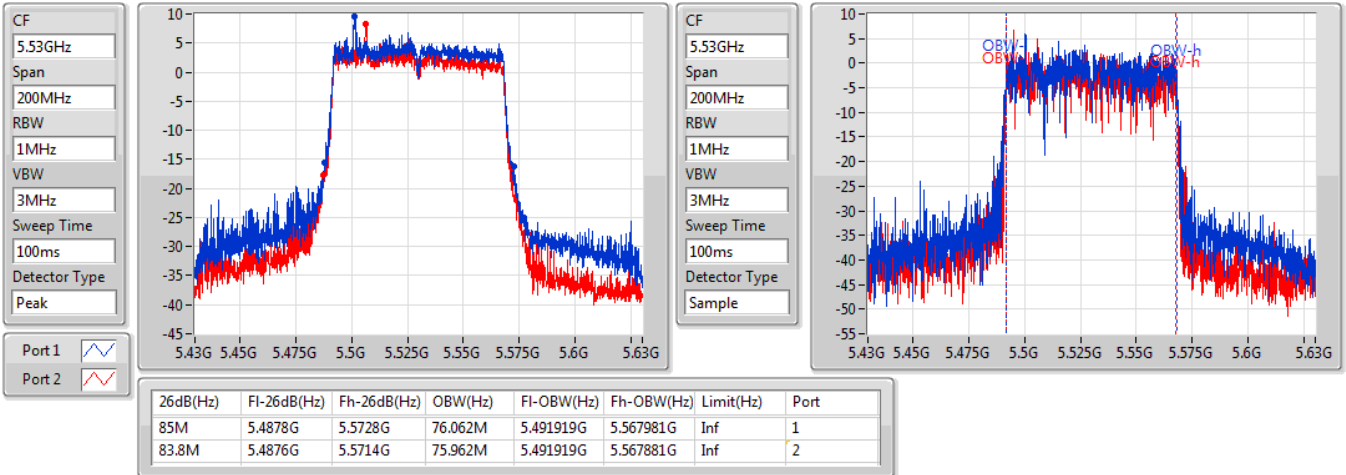 CF
5.53GHz
Span
200MHz
RBW
1MHz
VBW
3MHz
Sweep Time
100ms
Detector Type
Peak
Port 1
Port 2
10
5
0
-5
-10
-15
-20
-25
-30
-35
-40
-45
5.43G 5.45G 5.475G 5.5G 5.525G 5.55G 5.575G 5.6G 5.63G
CF
5.53GHz
Span
200MHz
RBW
1MHz
VBW
3MHz
Sweep Time
100ms
Detector Type
Sample
10
5
0
-5
-10
-15
-20
-25
-30
-35
-40
-45
-50
-55
OBW-h
OBW-h
5.43G 5.45G 5.475G 5.5G 5.525G 5.55G 5.575G 5.6G 5.63G
26dB(Hz) Fl-26dB(Hz) Fh-26dB(Hz) OBW(Hz) Fl-OBW(Hz) Fh-OBW(Hz) Limit(Hz) Port
85M 5.4878G 5.5728G 76.062M 5.491919G 5.567981G Inf 1
83.8M 5.4876G 5.5714G 75.962M 5.491919G 5.567881G Inf 2